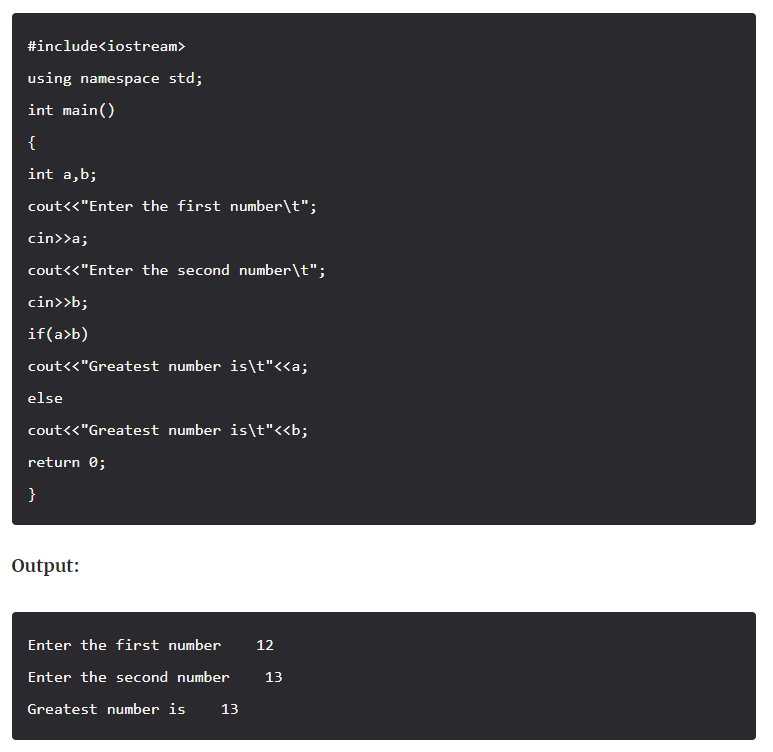 #include<iostream>
using namespace std;
int main()
{
int a,b;
cout<<"Enter the first number\t";
cin>>a;
cout<<"Enter the second number\t";
cin>>b;
if(a>b)
cout<<"Greatest number is\t"<<a;
else
cout<<"Greatest number is\t"<<b;
return 0;
}
Output:
Enter the first number    12
Enter the second number    13
Greatest number is    13